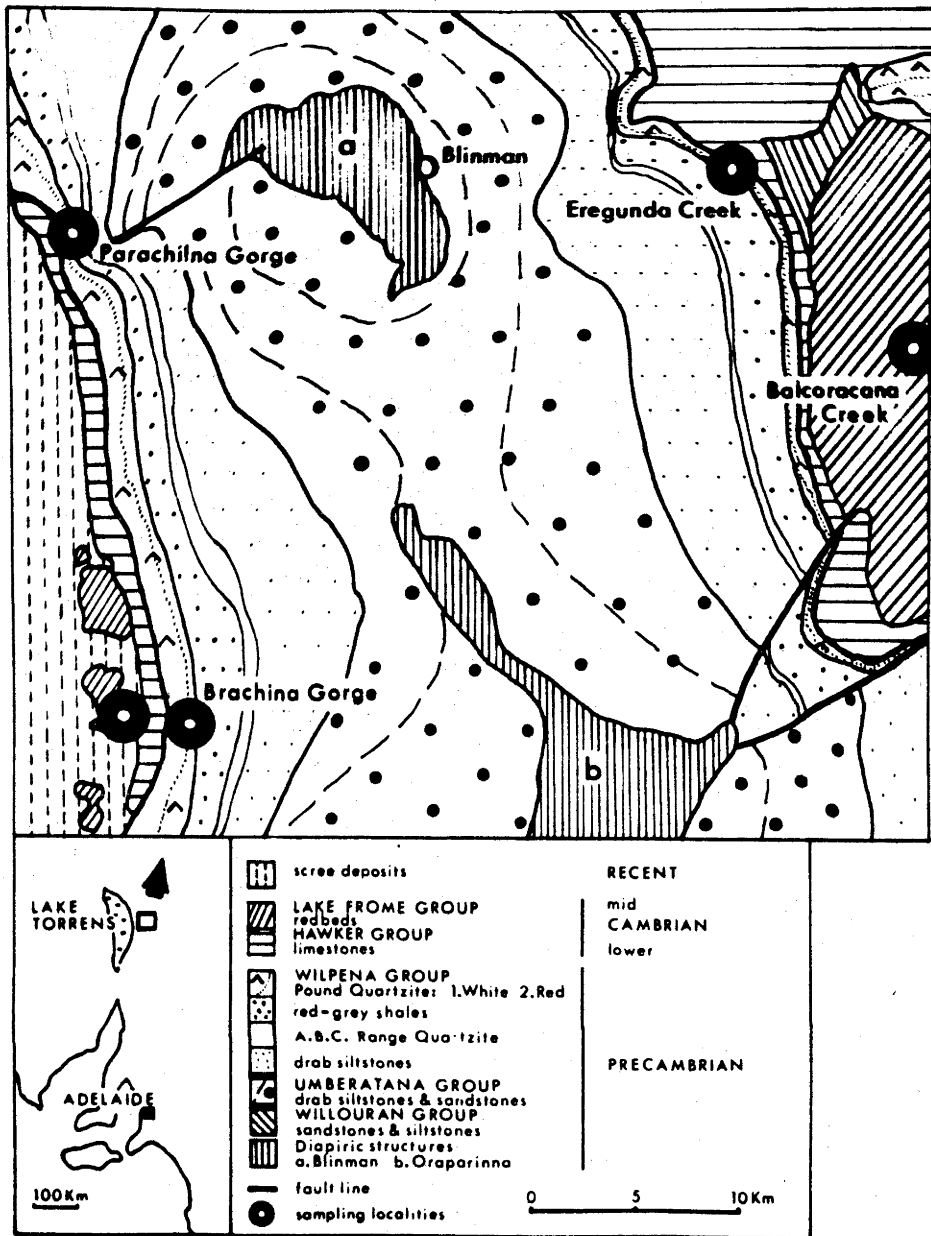 a
Blinman
Eregunda Creek
Parachilna Gorge
Balcoracana
Creek
Brachina Gorge
b
LAKE
TORRENS
ADELAIDE
100Km
scree deposits RECENT
LAKE FROME GROUP mid
redbeds CAMBRIAN
HAWKER GROUP
limestones lower
WILPENA GROUP
Pound Quartzite: 1.White 2.Red
red-grey shales
A.B.C. Range Quartzite
drab siltstones PRECAMBRIAN
UMBERATANA GROUP
drab siltstones & sandstones
WILLOURAN GROUP
sandstones & siltstones
Diapiric structures
a.Blinman b.Oraparinna
fault line
sampling localities
0 5 10 Km